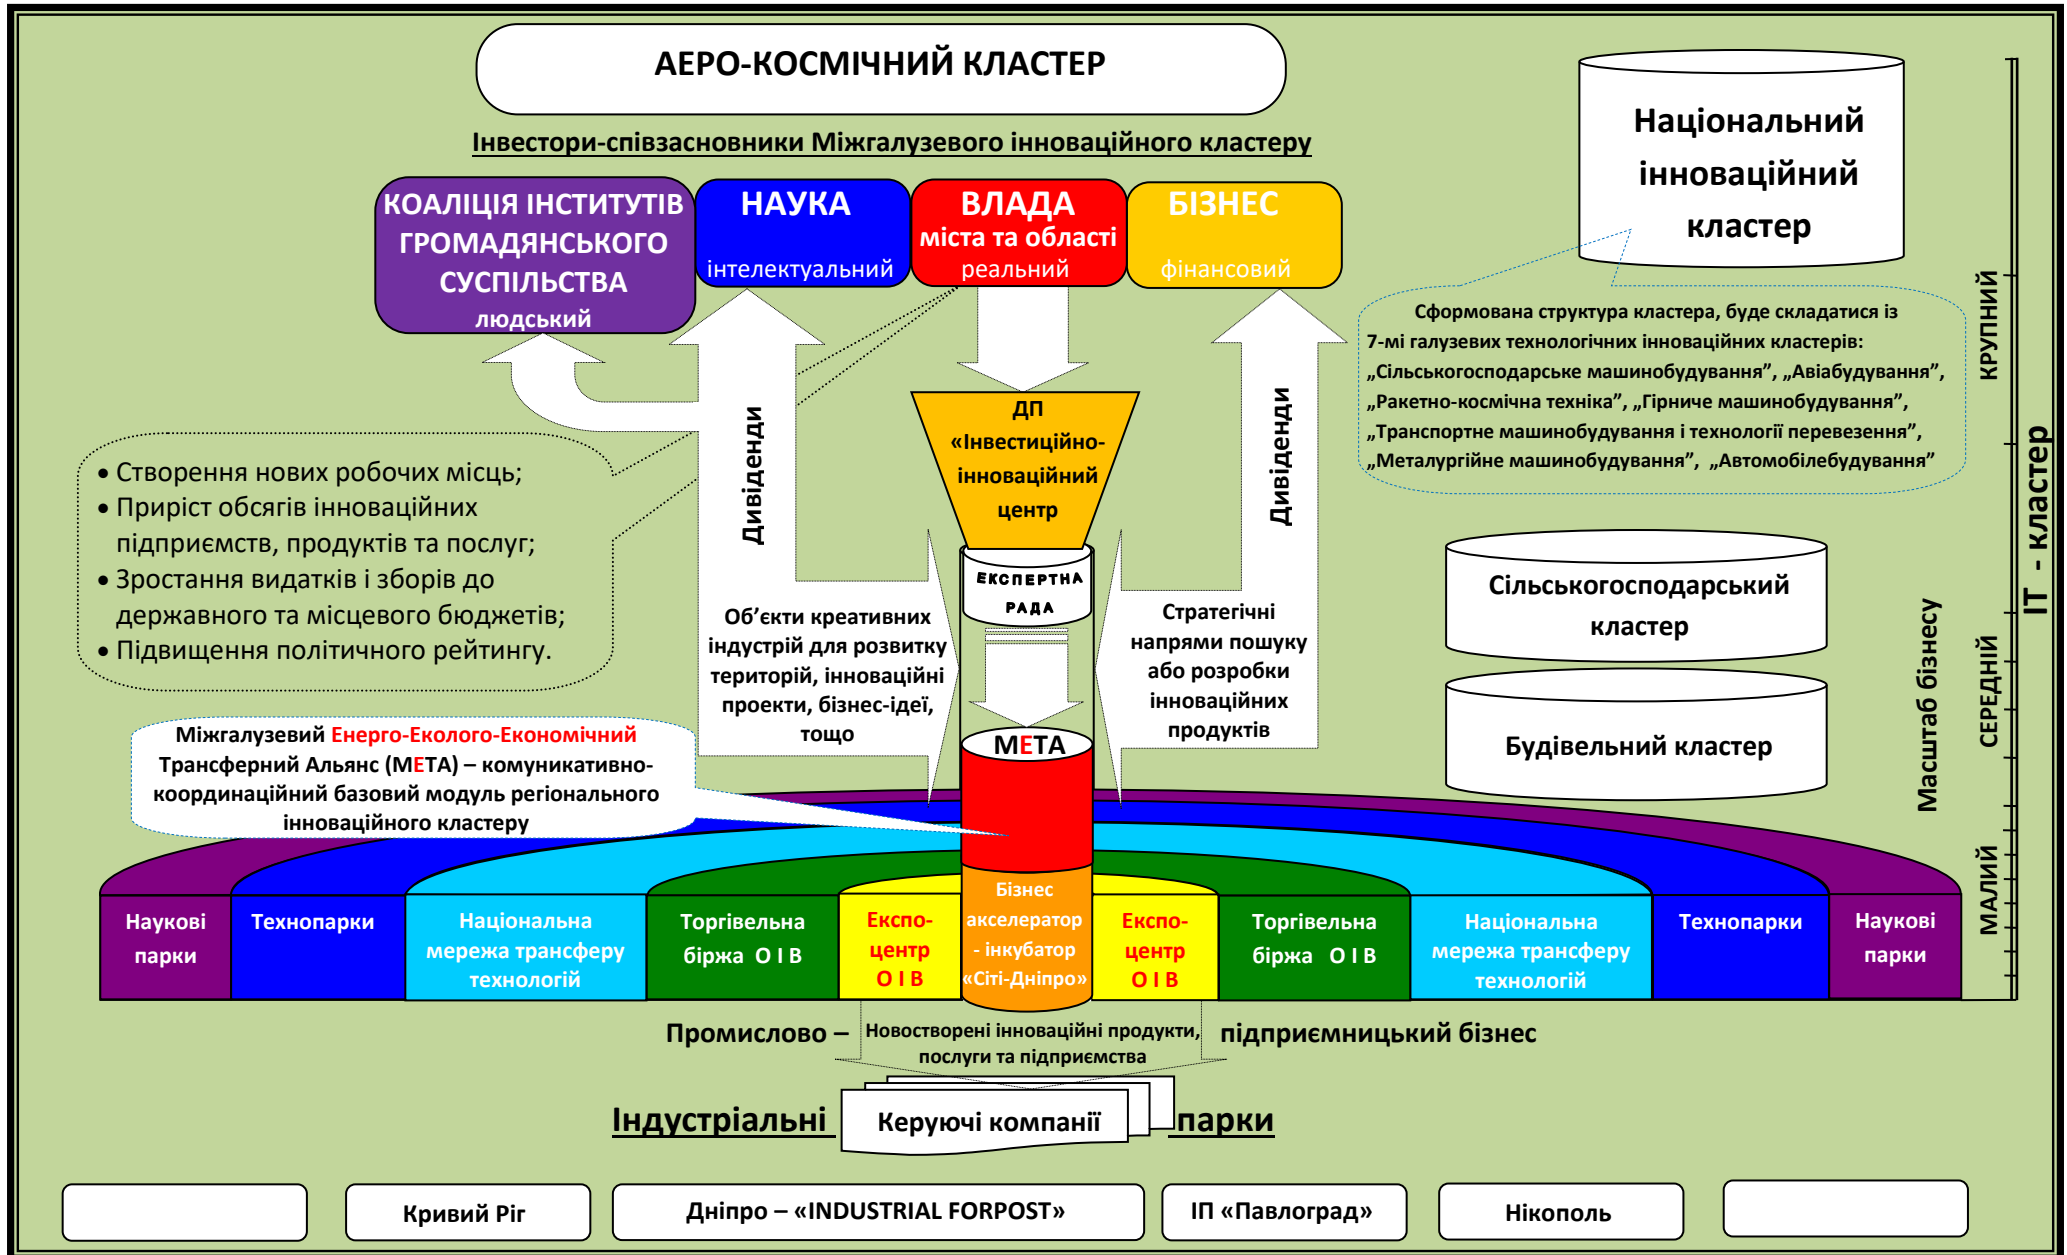 АЕРО-КОСМІЧНИЙ КЛАСТЕР
Інвестори-співзасновники Міжгалузевого інноваційного кластеру
КОАЛІЦІЯ ІНСТИТУТІВ
ГРОМАДЯНСЬКОГО
СУСПІЛЬСТВА
людський
НАУКА
інтелектуальний
ВЛАДА
міста та області
реальний
БІЗНЕС
фінансовий
Національний
інноваційний
кластер
Сформована структура кластера, буде складатися із
7-мі галузевих технологічних інноваційних кластерів:
„Сільськогосподарське машинобудування”, „Авіабудування”,
„Ракетно-космічна техніка”, „Гірниче машинобудування”,
„Транспортне машинобудування і технології перевезення”,
„Металургійне машинобудування”, „Автомобілебудування”
• Створення нових робочих місць;
• Приріст обсягів інноваційних
підприємств, продуктів та послуг;
• Зростання видатків і зборів до
державного та місцевого бюджетів;
• Підвищення політичного рейтингу.
Дивіденди
ДП
«Інвестиційно-
інноваційний
центр
Дивіденди
ЕКСПЕРТНА
РАДА
Об’єкти креативних
індустрій для розвитку
територій, інноваційні
проекти, бізнес-ідеї,
тощо
Стратегічні
напрями пошуку
або розробки
інноваційних
продуктів
МЕТА
Міжгалузевий Енерго-Еколого-Економічний
Трансферний Альянс (МЕТА) – комуникативно-
координаційний базовий модуль регіонального
інноваційного кластеру
Сільськогосподарський
кластер
Будівельний кластер
Масштаб бізнесу
КРУПНИЙ
СЕРЕДНІЙ
МАЛИЙ
ІТ - кластер
Наукові
парки
Технопарки
Національна
мережа трансферу
технологій
Торгівельна
біржа О І В
Експо-
центр
О І В
Бізнес
акселератор
- інкубатор
«Сіті-Дніпро»
Експо-
центр
О І В
Торгівельна
біржа О І В
Національна
мережа трансферу
технологій
Технопарки
Наукові
парки
Промислово –
Новостворені інноваційні продукти,
послуги та підприємства
підприємницький бізнес
Індустріальні
Керуючі компанії
парки
Кривий Ріг
Дніпро – «INDUSTRIAL FORPOST»
ІП «Павлоград»
Нікополь